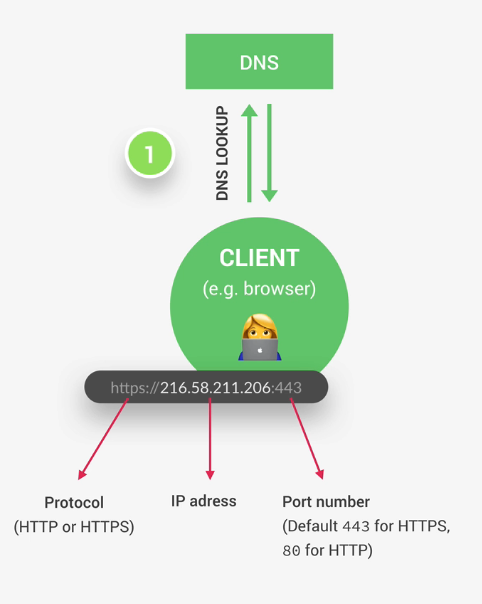 DNS
DNS LOOKUP
1
CLIENT
(e.g. browser)
https://216.58.211.206:443
Protocol
(HTTP or HTTPS)
IP adress
Port number
(Default 443 for HTTPS,
80 for HTTP)